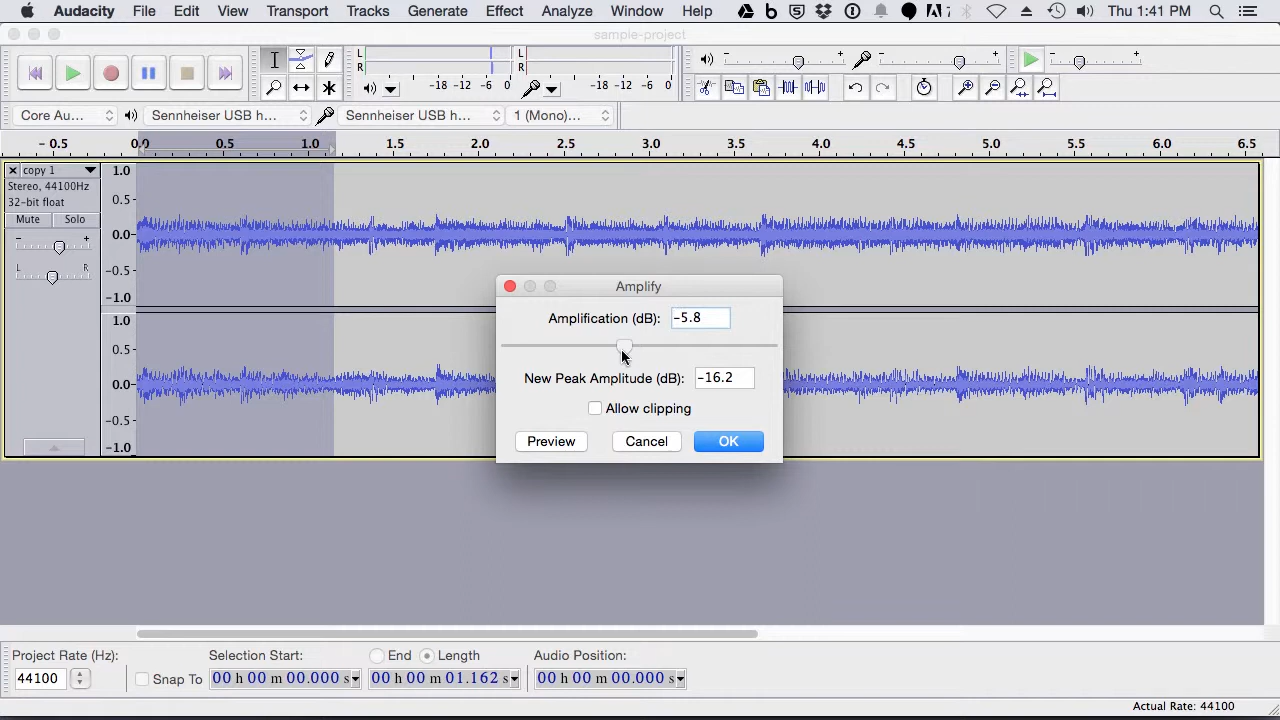 Audacity File Edit View Transport Tracks Generate Effect Analyze Window Help Thu 1:41 PM
sample-project
L R -18 -12 -6 0 L R -18 -12 -6 0
Core Au... Sennheiser USB h... Sennheiser USB h... 1 (Mono)...
-0.5 0.0 0.5 1.0 1.5 2.0 2.5 3.0 3.5 4.0 4.5 5.0 5.5 6.0 6.5
copy 1
Stereo, 44100Hz
32-bit float
Mute Solo
- +
L R
1.0
0.5
0.0
-0.5
-1.0
1.0
0.5
0.0
-0.5
-1.0
Amplify
Amplification (dB): -5.8
New Peak Amplitude (dB): -16.2
Allow clipping
Preview Cancel OK
Project Rate (Hz): Selection Start: End Length Audio Position:
44100 Snap To 00 h 00 m 00.000 s 00 h 00 m 01.162 s 00 h 00 m 00.000 s
Actual Rate: 44100